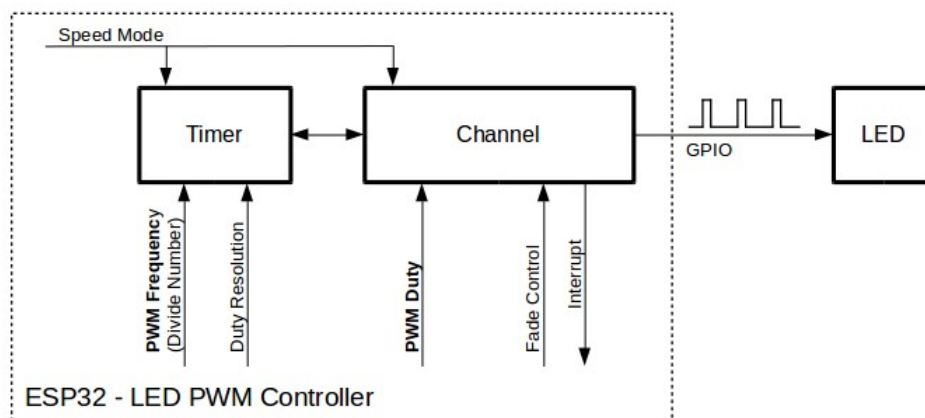 Speed Mode
Timer
Channel
GPIO
LED
PWM Frequency
(Divide Number)
Duty Resolution
PWM Duty
Fade Control
Interrupt
ESP32 - LED PWM Controller